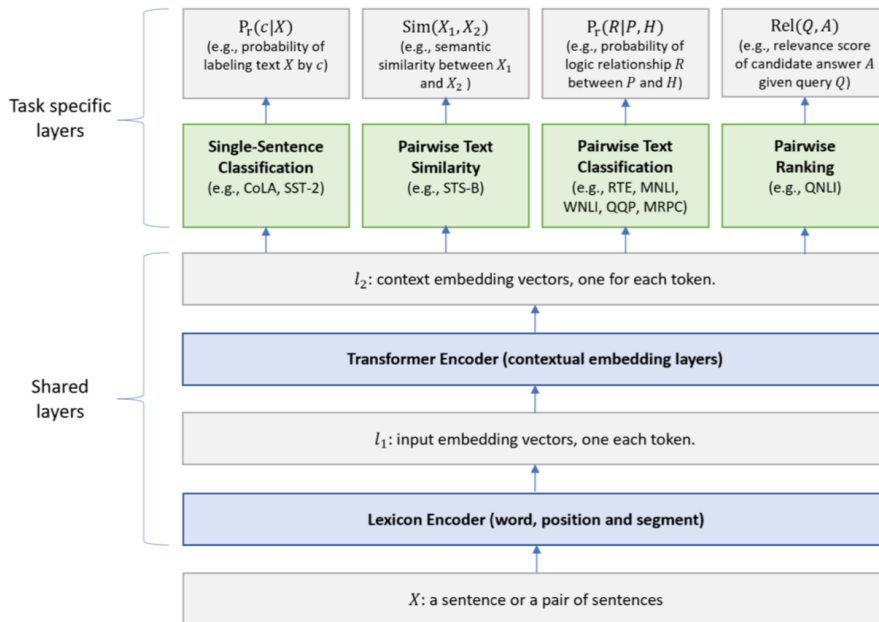 Pr(c|X)
(e.g., probability of
labeling text X by c)
Sim(X1, X2)
(e.g., semantic
similarity between X1
and X2 )
Pr(R|P, H)
(e.g., probability of
logic relationship R
between P and H)
Rel(Q, A)
(e.g., relevance score
of candidate answer A
given query Q)
Task specific
layers
Single-Sentence
Classification
(e.g., CoLA, SST-2)
Pairwise Text
Similarity
(e.g., STS-B)
Pairwise Text
Classification
(e.g., RTE, MNLI,
WNLI, QQP, MRPC)
Pairwise
Ranking
(e.g., QNLI)
l2: context embedding vectors, one for each token.
Transformer Encoder (contextual embedding layers)
Shared
layers
l1: input embedding vectors, one each token.
Lexicon Encoder (word, position and segment)
X: a sentence or a pair of sentences